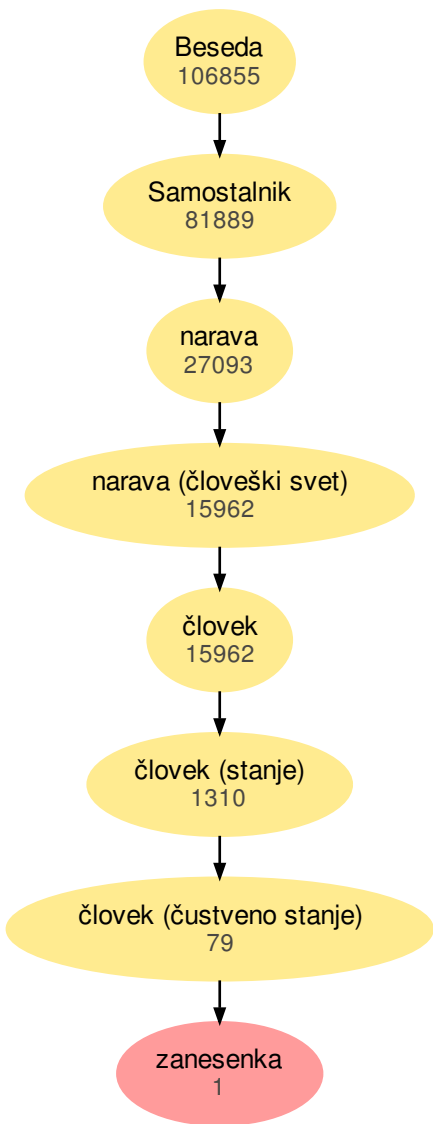 Beseda
106855
Samostalnik
81889
narava
27093
narava (človeški svet)
15962
človek
15962
človek (stanje)
1310
človek (čustveno stanje)
79
zanesenka
1